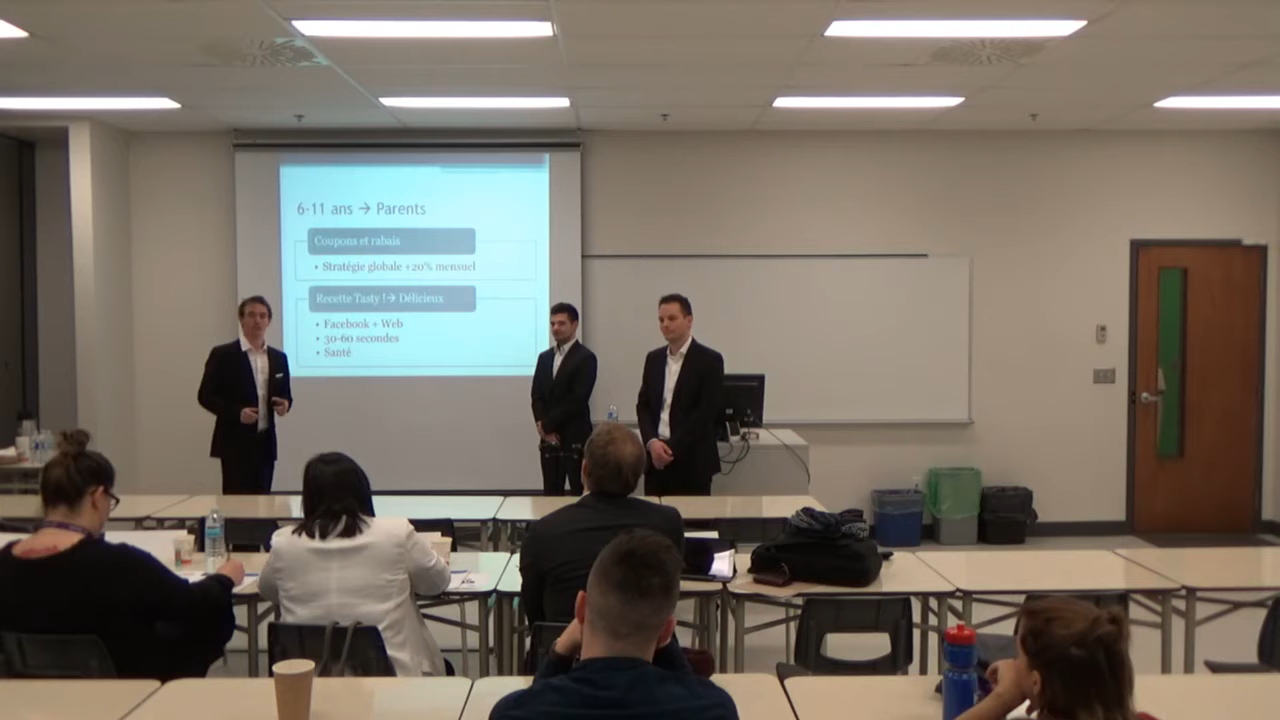 6-11 ans → Parents
Coupons et rabais
• Stratégie globale +20% mensuel
Recette Tasty !→ Délicieux
• Facebook + Web
• 30-60 secondes
• Santé